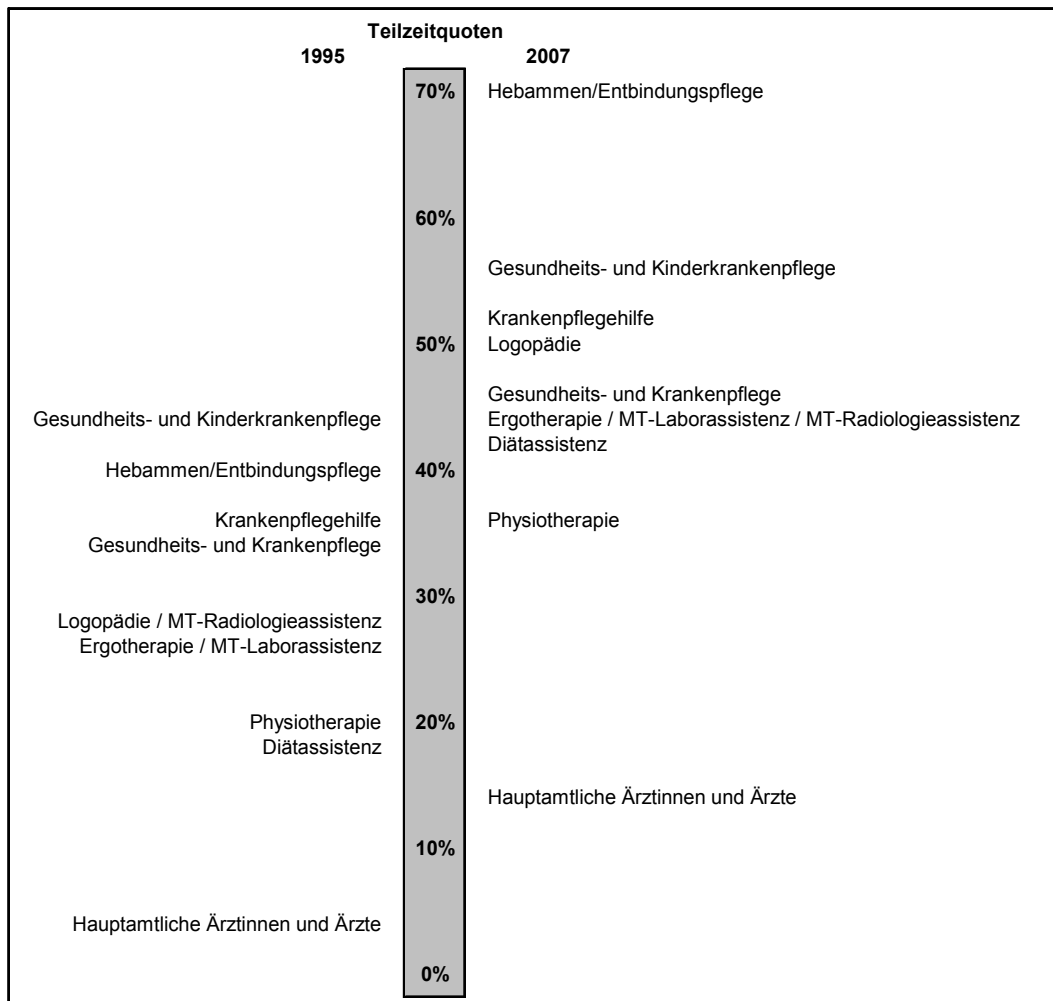 Teilzeitquoten
1995 2007
70% Hebammen/Entbindungspflege
60%
Gesundheits- und Kinderkrankenpflege
Krankenpflegehilfe
50% Logopädie
Gesundheits- und Krankenpflege
Gesundheits- und Kinderkrankenpflege Ergotherapie / MT-Laborassistenz / MT-Radiologieassistenz
Diätassistenz
Hebammen/Entbindungspflege 40%
Krankenpflegehilfe Physiotherapie
Gesundheits- und Krankenpflege
30%
Logopädie / MT-Radiologieassistenz
Ergotherapie / MT-Laborassistenz
Physiotherapie 20%
Diätassistenz
Hauptamtliche Ärztinnen und Ärzte
10%
Hauptamtliche Ärztinnen und Ärzte
0%